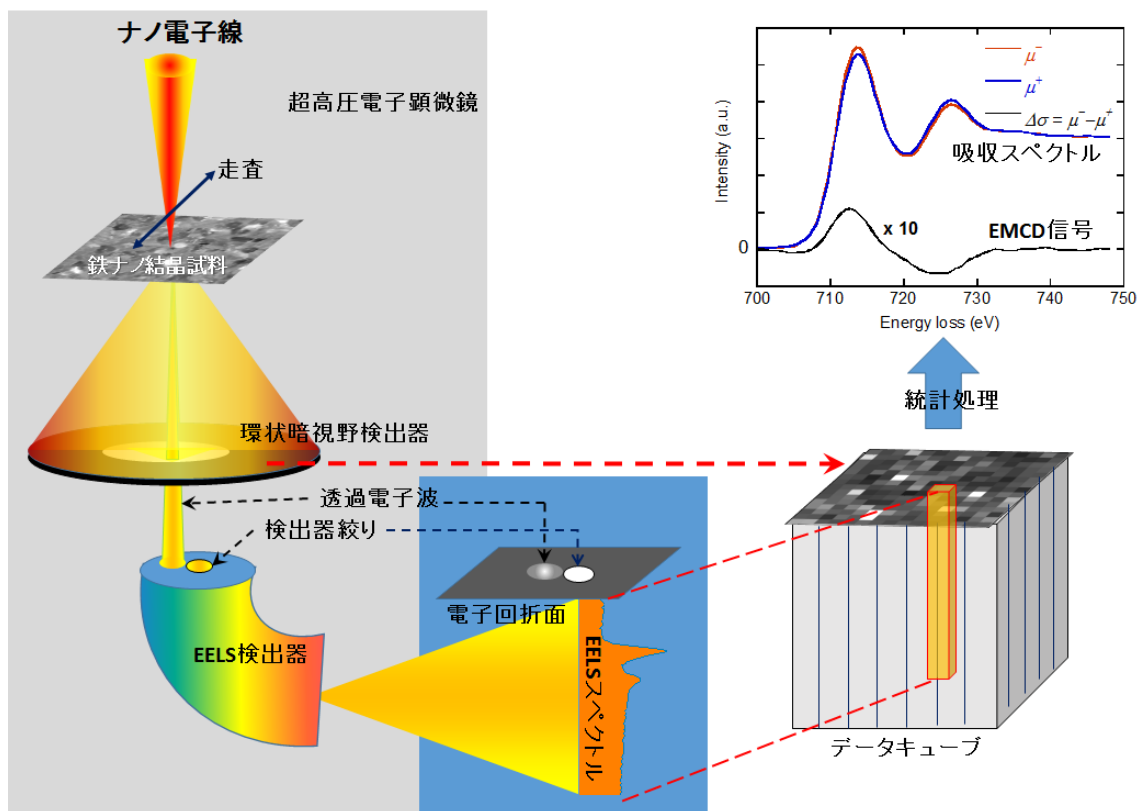 ナノ電子線
超高圧電子顕微鏡
走査
鉄ナノ結晶試料
環状暗視野検出器
透過電子波
検出器絞り
電子回折面
EELS検出器
EELSスペクトル
Intensity (a.u.)
μ⁻
μ⁺
Δσ = μ⁻−μ⁺
吸収スペクトル
x 10
EMCD信号
0
700 710 720 730 740 750
Energy loss (eV)
統計処理
データキューブ